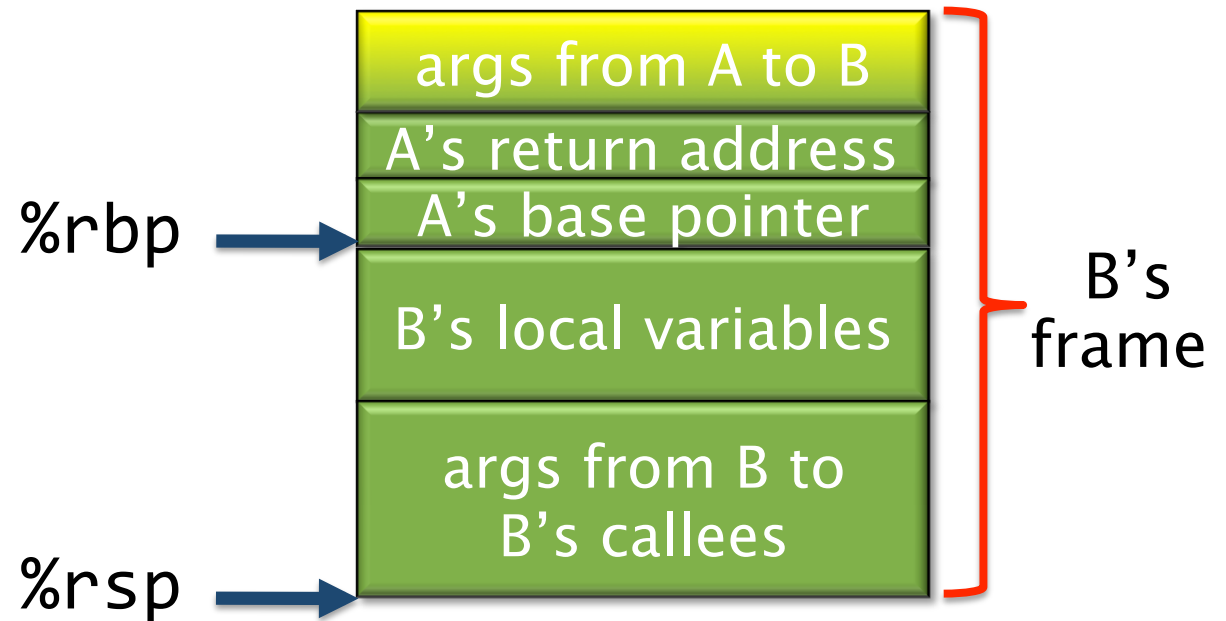 args from A to B
A’s return address
A’s base pointer
%rbp
B’s local variables
B’s
frame
args from B to
B’s callees
%rsp